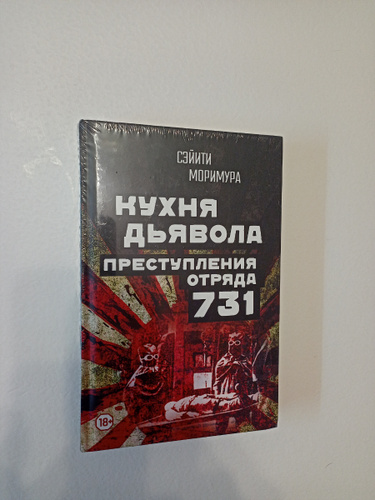 СЭЙИТИ
МОРИМУРА
КУХНЯ
ДЬЯВОЛА
ПРЕСТУПЛЕНИЯ
ОТРЯДА
731
18+